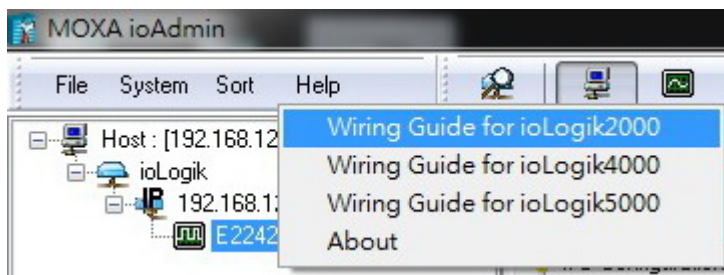 MOXA ioAdmin
File System Sort Help
Host : [192.168.12
ioLogik
192.168.1
E2242
Wiring Guide for ioLogik2000
Wiring Guide for ioLogik4000
Wiring Guide for ioLogik5000
About